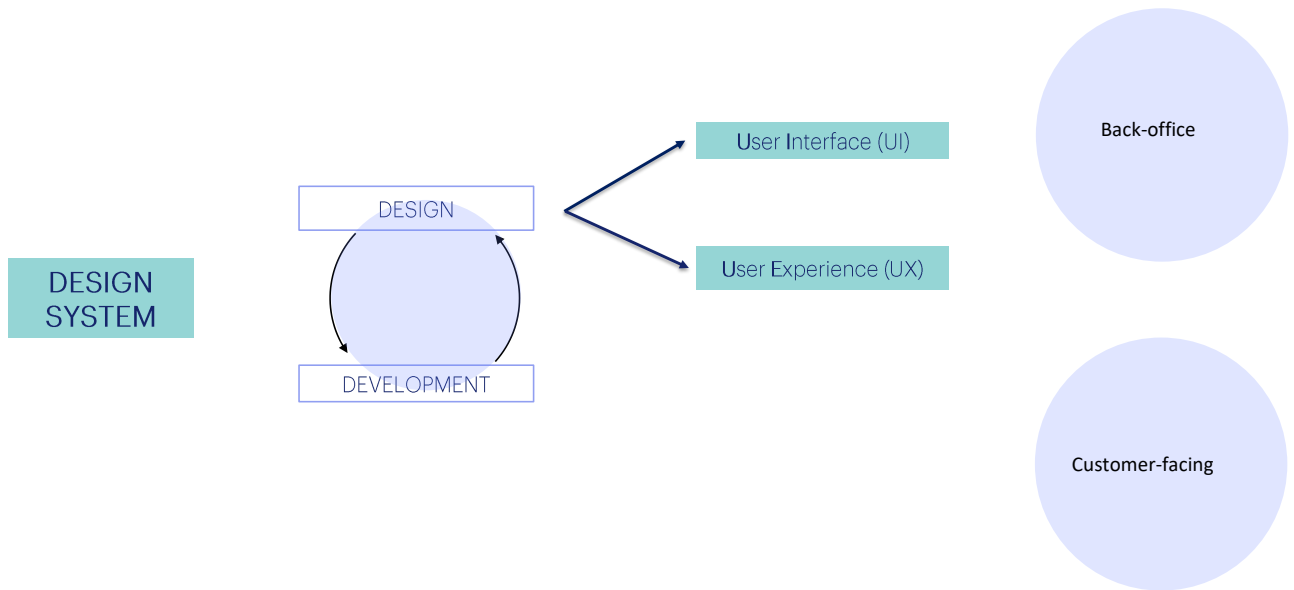 DESIGN
SYSTEM
DESIGN
DEVELOPMENT
User Interface (UI)
User Experience (UX)
Back-office
Customer-facing